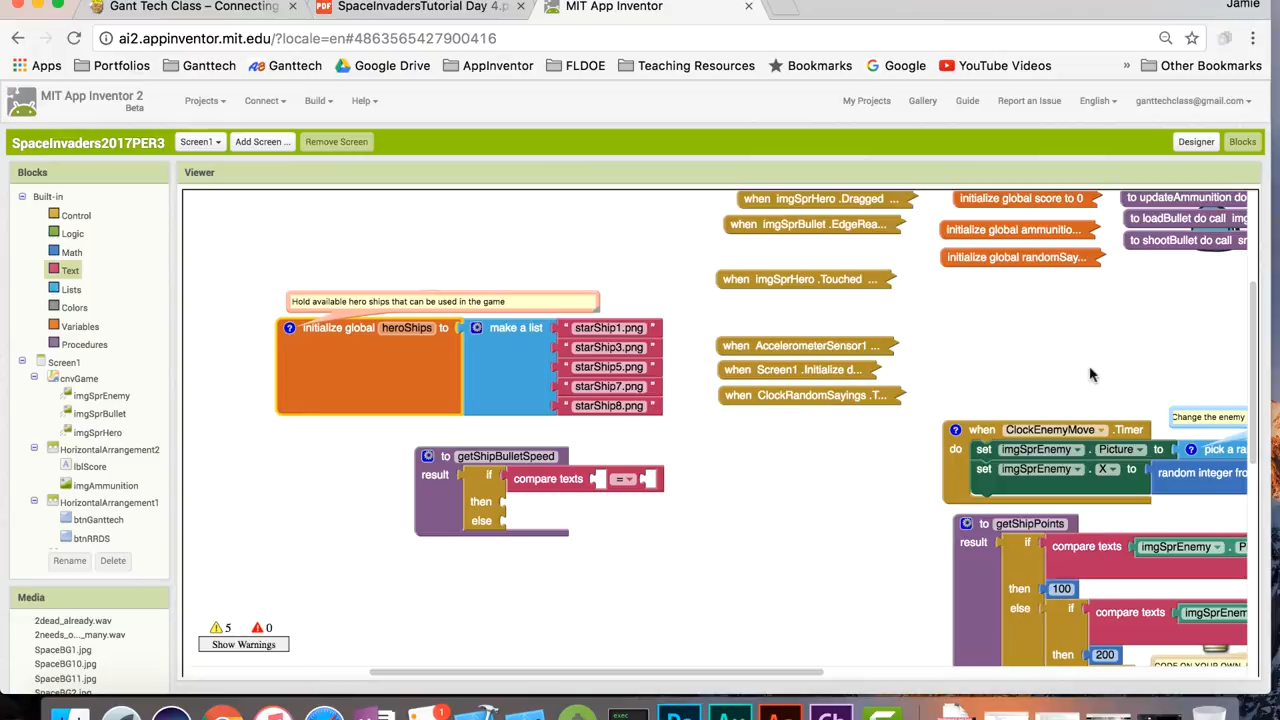 Gant Tech Class – Connecting
SpaceInvadersTutorial Day 4.
MIT App Inventor
Jamie
ai2.appinventor.mit.edu/?locale=en#4863565427900416
Apps Portfolios Ganttech Ganttech Google Drive AppInventor FLDOE Teaching Resources Bookmarks Google YouTube Videos » Other Bookmarks
MIT App Inventor 2
Beta
Projects Connect Build Help My Projects Gallery Guide Report an Issue English ganttechclass@gmail.com
SpaceInvaders2017PER3 Screen1 Add Screen ... Remove Screen Designer Blocks
Blocks
Viewer
Built-in
Control
Logic
Math
Text
Lists
Colors
Variables
Procedures
Screen1
cnvGame
imgSprEnemy
imgSprBullet
imgSprHero
HorizontalArrangement2
lblScore
imgAmmunition
HorizontalArrangement1
btnGanttech
btnRRDS
Rename Delete
Media
2dead_already.wav
2needs_o..._many.wav
SpaceBG1.jpg
SpaceBG10.jpg
SpaceBG11.jpg
SpaceBG2.jpg
Hold available hero ships that can be used in the game
? initialize global heroShips to make a list " starShip1.png "
" starShip3.png "
" starShip5.png "
" starShip7.png "
" starShip8.png "
to getShipBulletSpeed
result if compare texts =
then
else
5 0
Show Warnings
when imgSprHero .Dragged ...
when imgSprBullet .EdgeRea...
when imgSprHero .Touched ...
when AccelerometerSensor1 ...
when Screen1 .Initialize d...
when ClockRandomSayings .T...
initialize global score to 0
initialize global ammunitio...
initialize global randomSay...
to updateAmmunition do
to loadBullet do call img
to shootBullet do call sn
Change the enemy
? when ClockEnemyMove .Timer
do set imgSprEnemy . Picture to ? pick a ra
set imgSprEnemy . X to random integer from
to getShipPoints
result if compare texts imgSprEnemy . P
then 100
else if compare texts imgSprEnem
then 200
CODE ON YOUR OWN.
exec